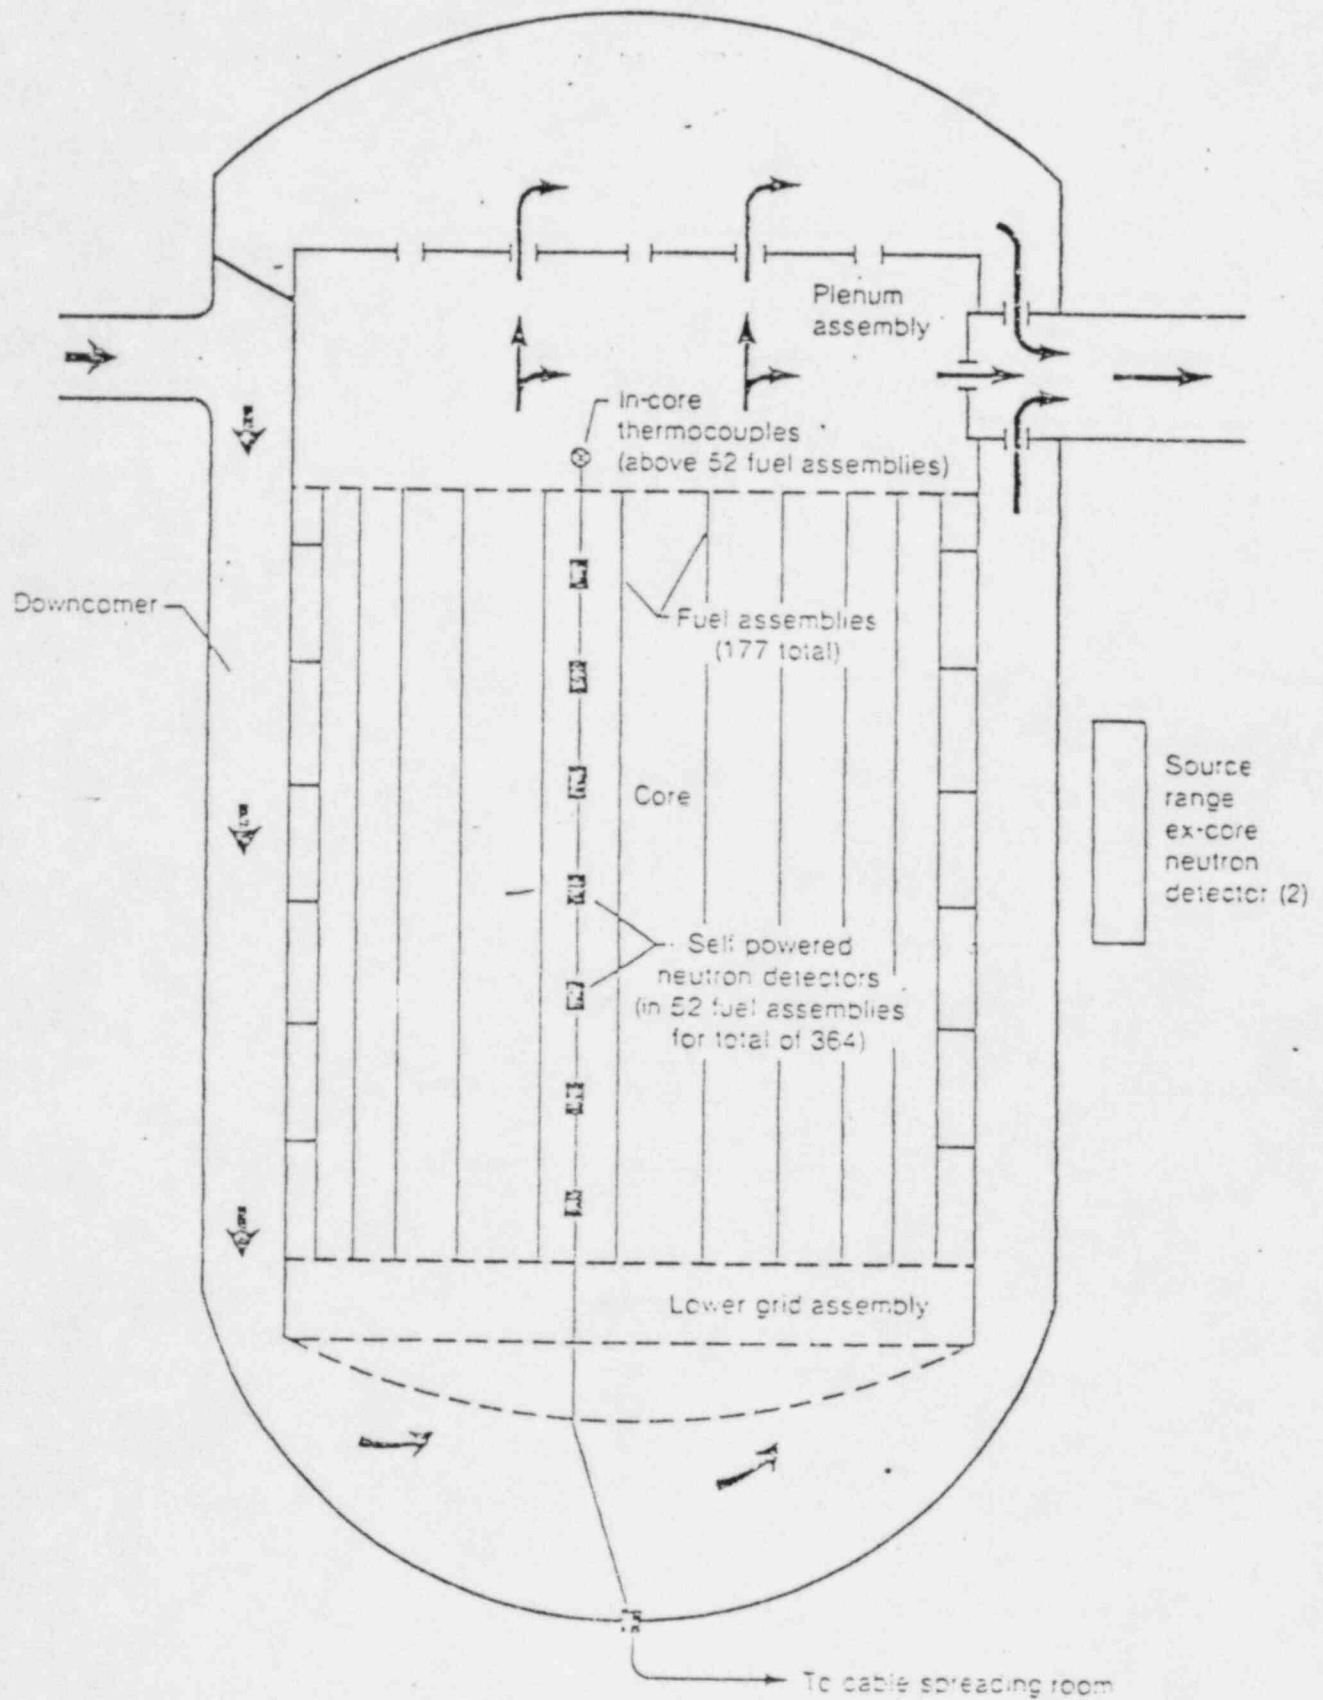 Plenum
assembly
In-core
thermocouples
(above 52 fuel assemblies)
Downcomer
Fuel assemblies
(177 total)
Core
Source
range
ex-core
neutron
detector (2)
Self powered
neutron detectors
(in 52 fuel assemblies
for total of 364)
Lower grid assembly
To cable spreading room